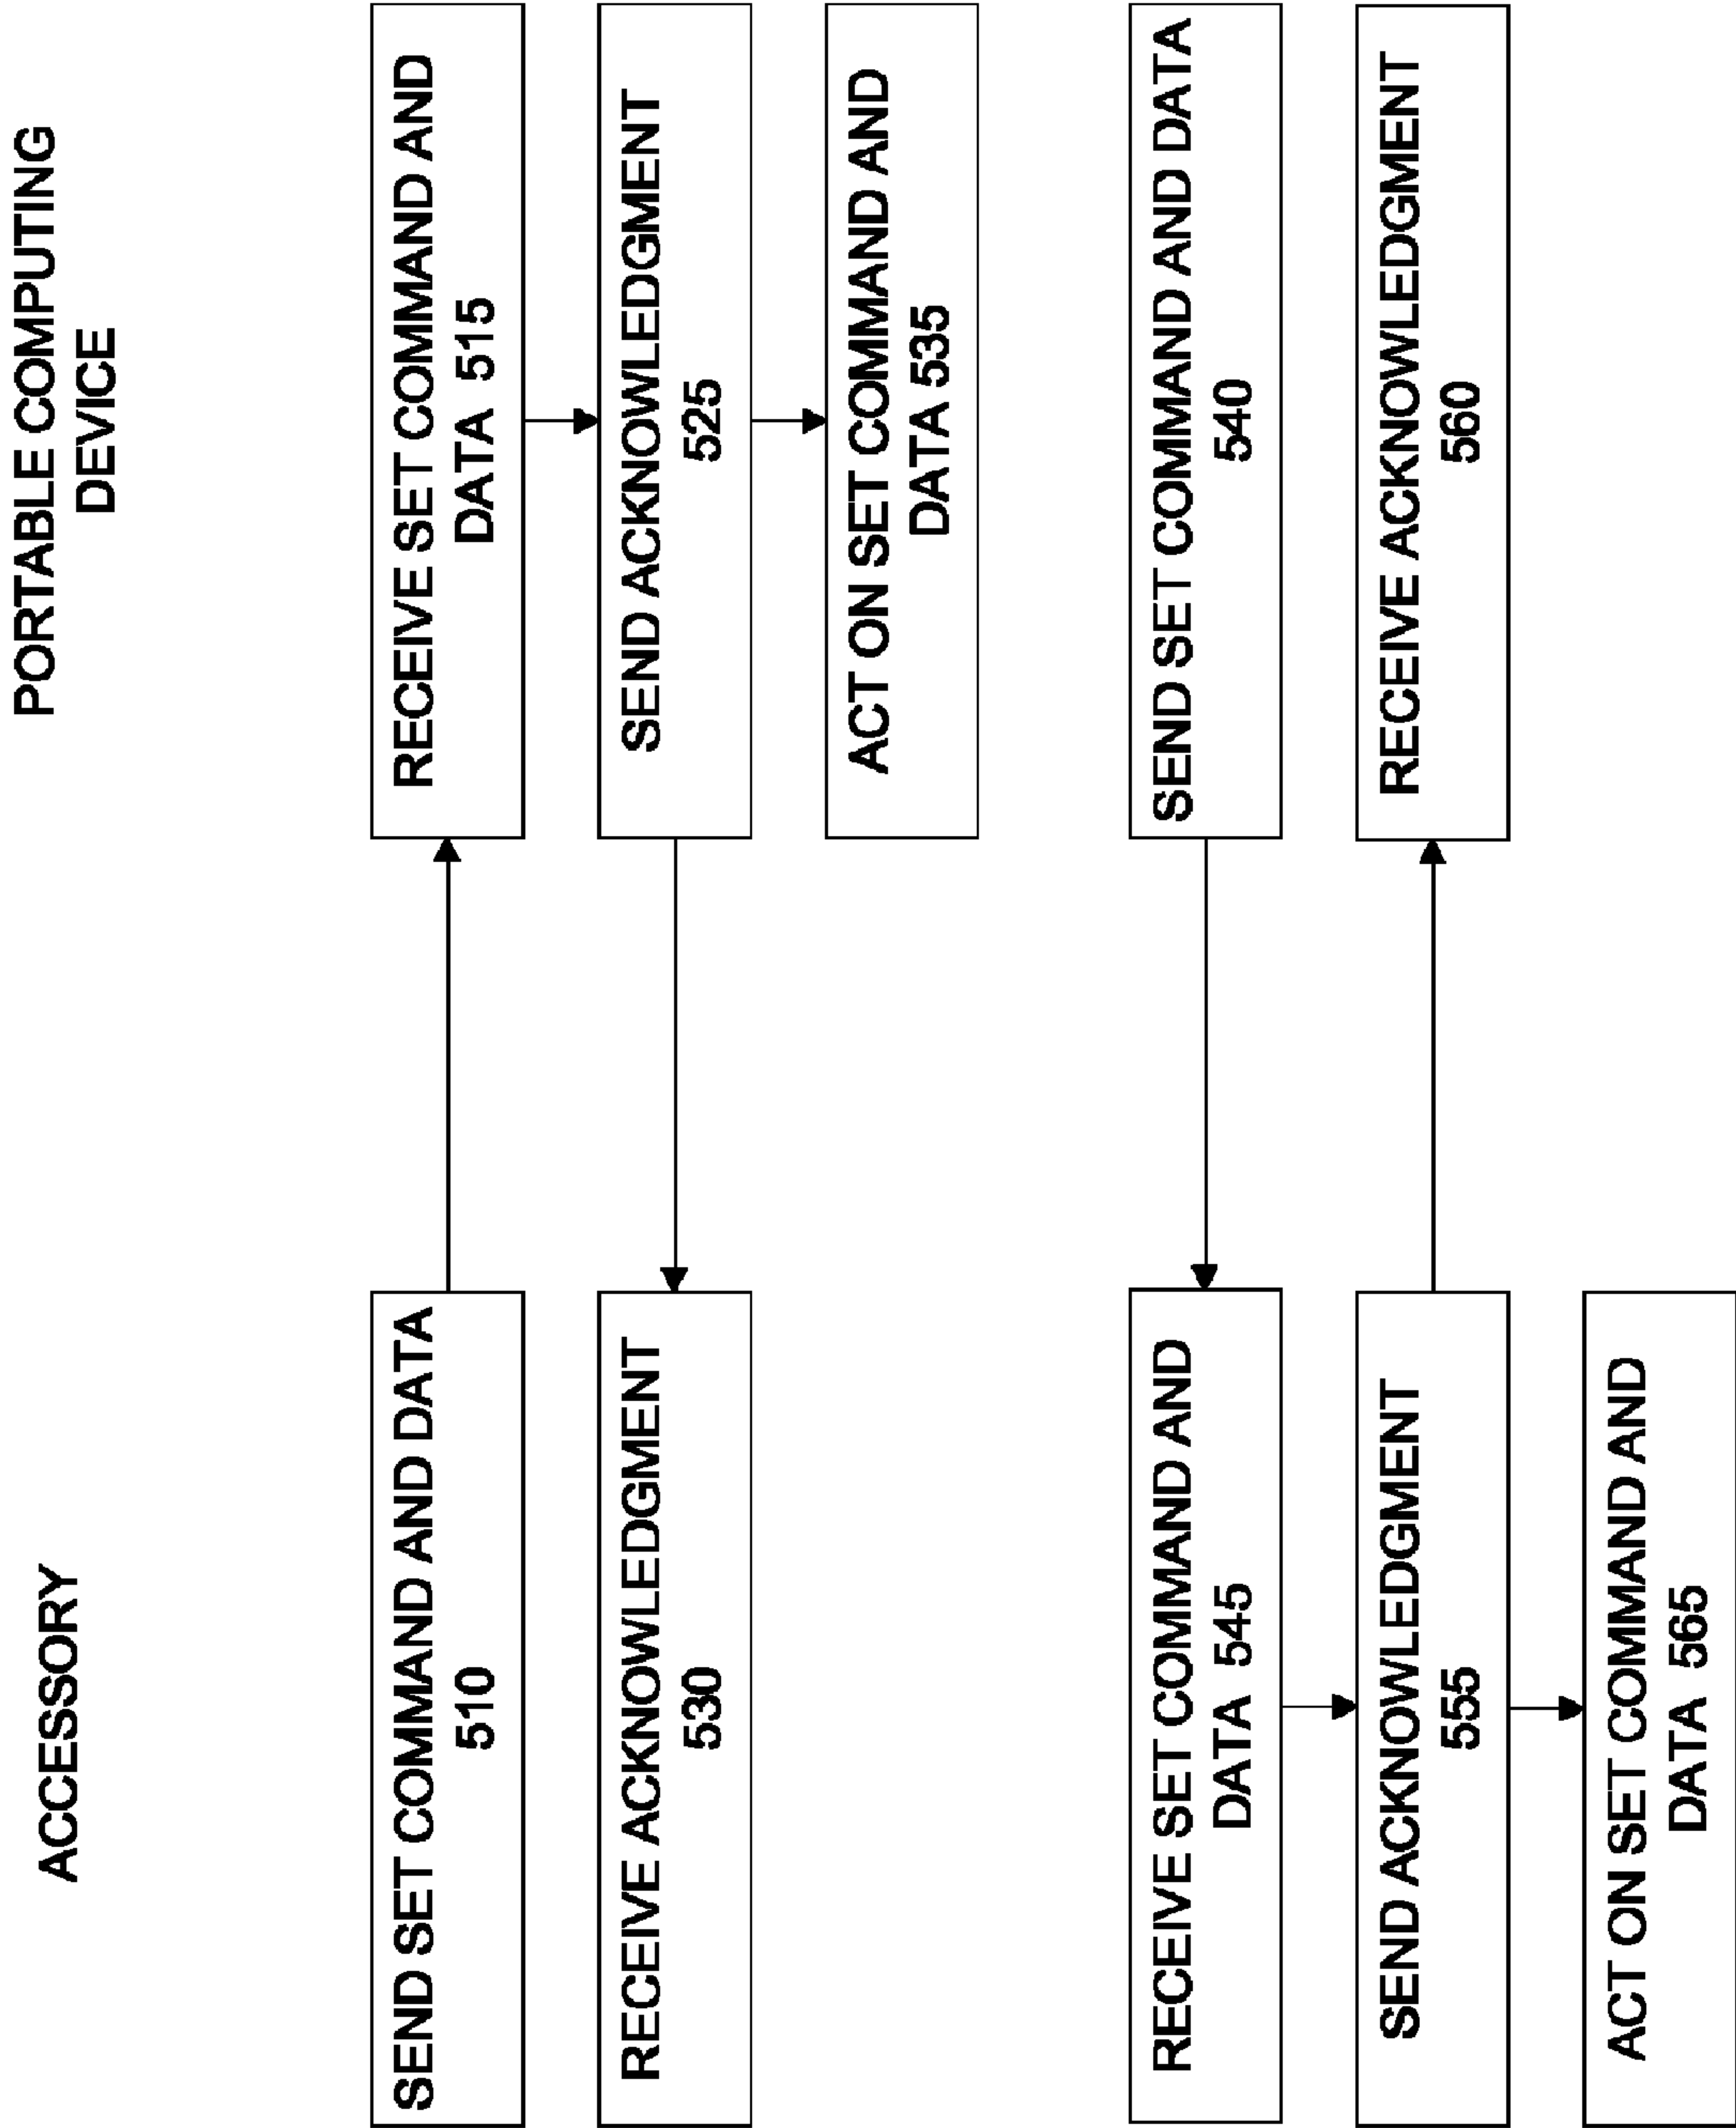 ACCESSORY
PORTABLE COMPUTING
DEVICE
SEND SET COMMAND AND DATA
510
RECEIVE SET COMMAND AND
DATA 515
RECEIVE ACKNOWLEDGMENT
530
SEND ACKNOWLEDGMENT
525
ACT ON SET COMMAND AND
DATA 535
RECEIVE SET COMMAND AND
DATA 545
SEND SET COMMAND AND DATA
540
SEND ACKNOWLEDGMENT
555
RECEIVE ACKNOWLEDGMENT
560
ACT ON SET COMMAND AND
DATA 565